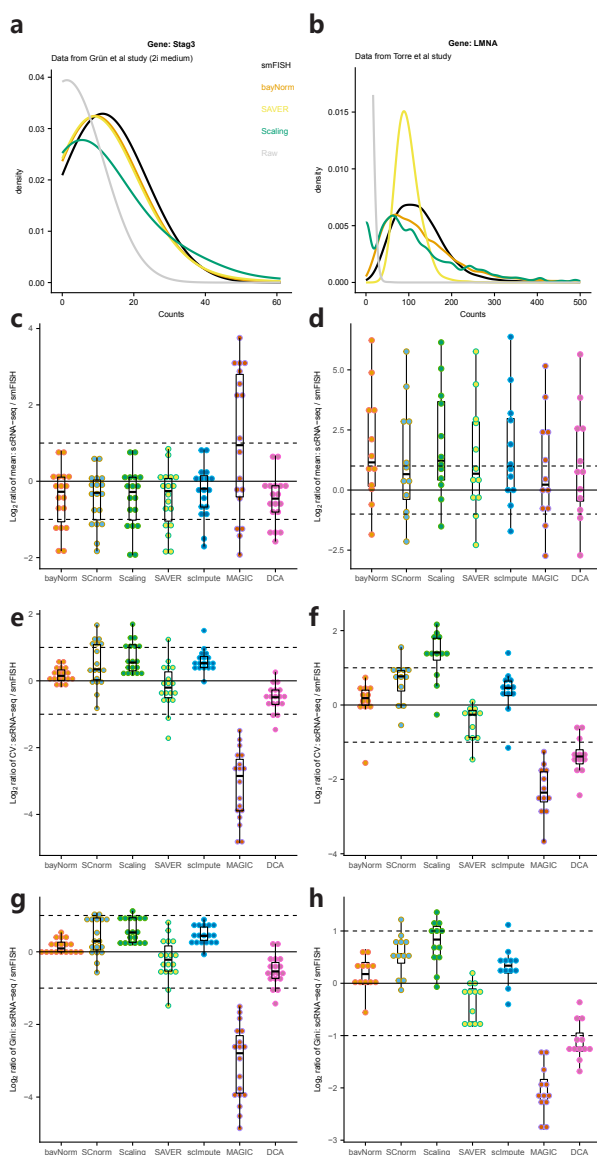 a
Gene: Stag3
Data from Grün et al study (2i medium)
smFISH
bayNorm
SAVER
Scaling
Raw
density
0.04
0.03
0.02
0.01
0.00
0
20
40
60
Counts
b
Gene: LMNA
Data from Torre et al study
density
0.015
0.010
0.005
0.000
0
100
200
300
400
500
Counts
c
Log2 ratio of mean: scRNA−seq / smFISH
2
0
−2
bayNorm SCnorm Scaling SAVER scImpute MAGIC DCA
d
Log2 ratio of mean: scRNA−seq / smFISH
5.0
2.5
0.0
−2.5
bayNorm SCnorm Scaling SAVER scImpute MAGIC DCA
e
Log2 ratio of CV: scRNA−seq / smFISH
2
0
−2
−4
bayNorm SCnorm Scaling SAVER scImpute MAGIC DCA
f
Log2 ratio of CV: scRNA−seq / smFISH
2
0
−2
−4
bayNorm SCnorm Scaling SAVER scImpute MAGIC DCA
g
Log2 ratio of Gini: scRNA−seq / smFISH
0
−2
−4
bayNorm SCnorm Scaling SAVER scImpute MAGIC DCA
h
Log2 ratio of Gini: scRNA−seq / smFISH
1
0
−1
−2
−3
bayNorm SCnorm Scaling SAVER scImpute MAGIC DCA